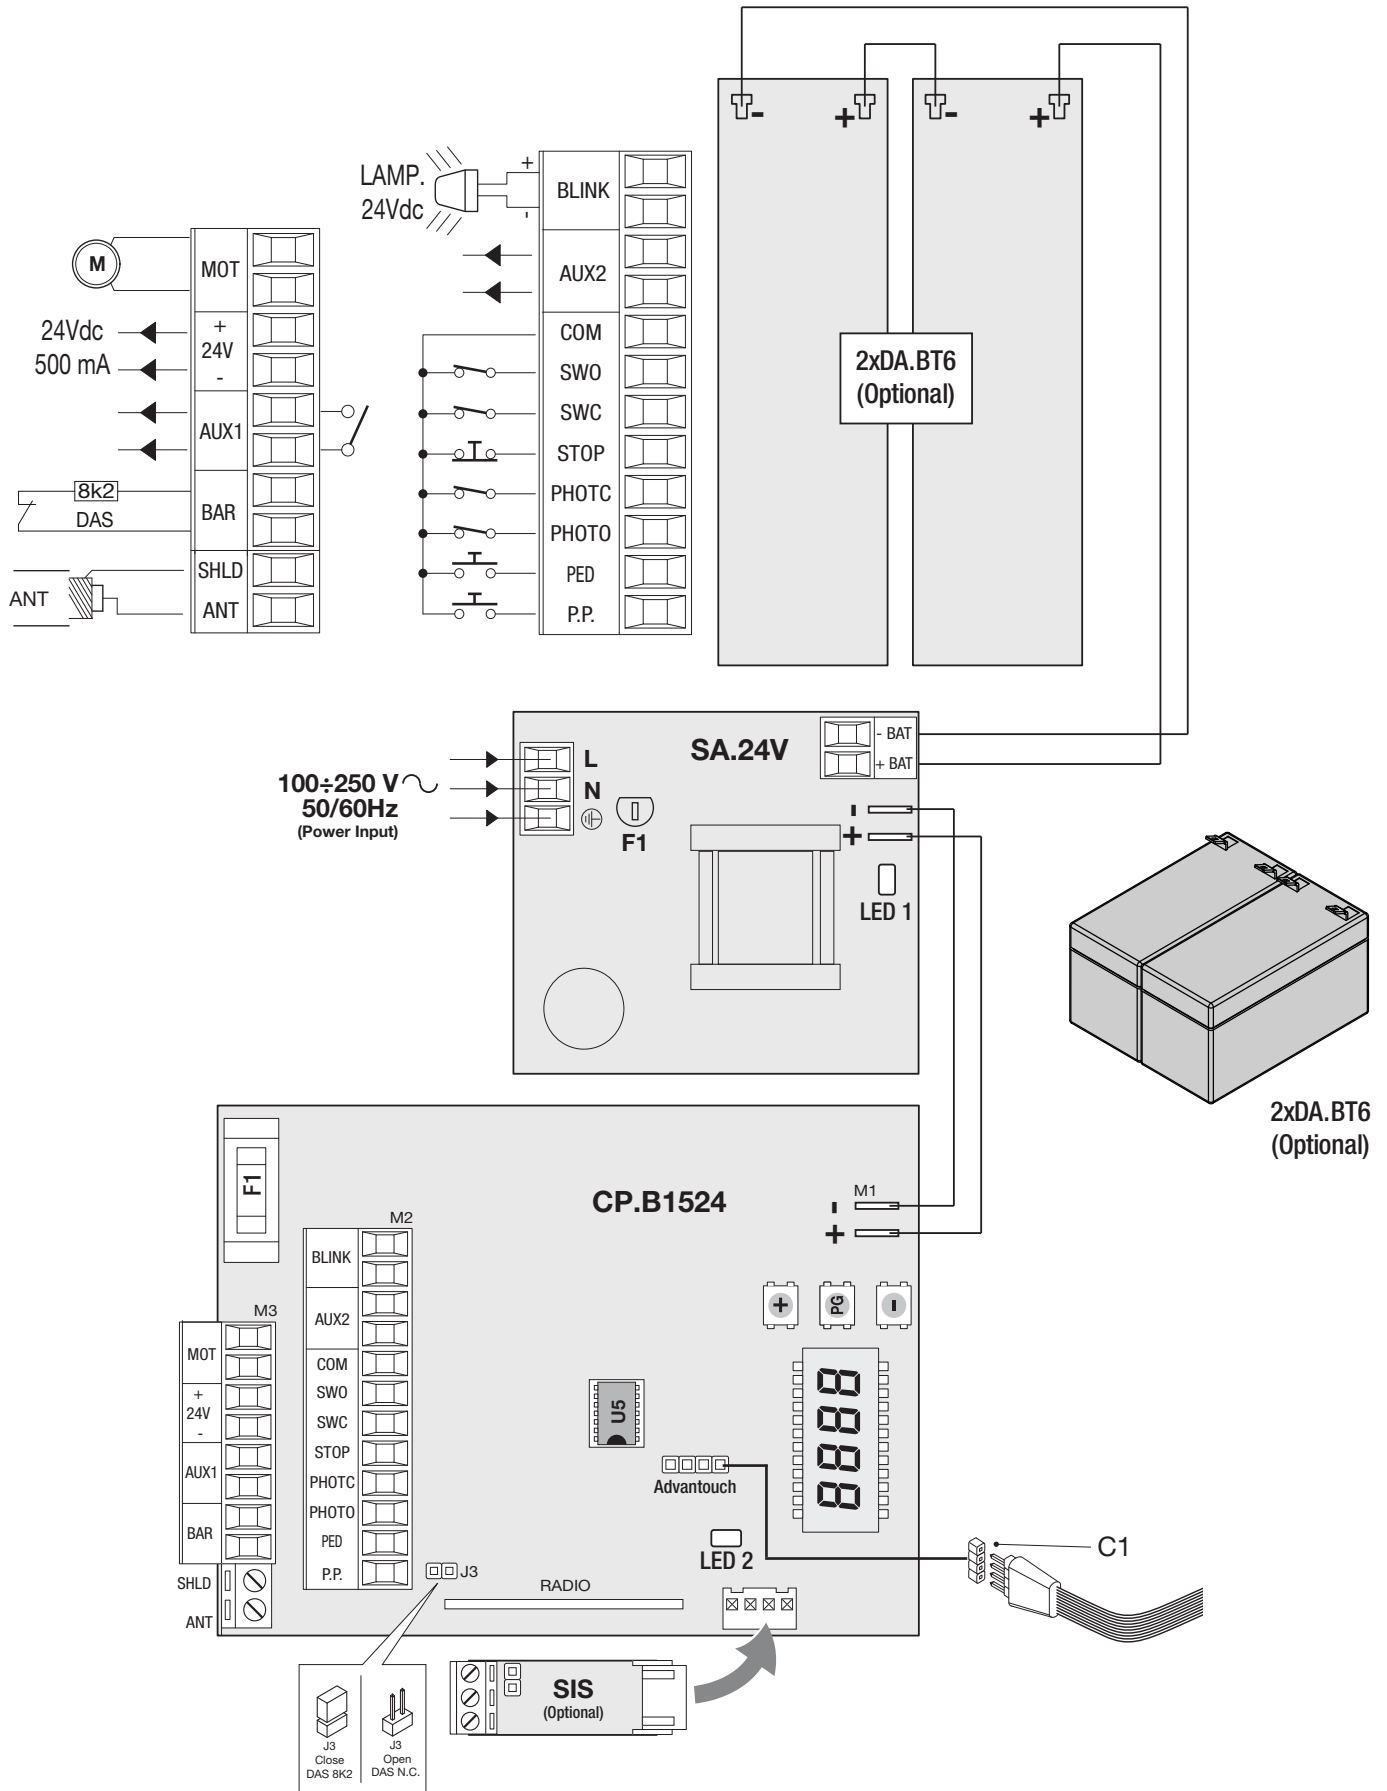 LAMP.
24Vdc
+
-
BLINK
AUX2
COM
SWO
SWC
STOP
PHOTC
PHOTO
PED
P.P.
M
MOT
24Vdc
500 mA
+
24V
-
AUX1
8k2
DAS
BAR
SHLD
ANT
ANT
- + - +
2xDA.BT6
(Optional)
SA.24V
- BAT
+ BAT
100÷250 V
50/60Hz
(Power Input)
L
N
F1
-
+
LED 1
2xDA.BT6
(Optional)
F1
CP.B1524
M1
-
+
M2
BLINK
AUX2
COM
SWO
SWC
STOP
PHOTC
PHOTO
PED
P.P.
M3
MOT
+
24V
-
AUX1
BAR
SHLD
ANT
+ PG -
U5
8888
Advantouch
LED 2
C1
J3
RADIO
J3
Close
DAS 8K2
J3
Open
DAS N.C.
SIS
(Optional)